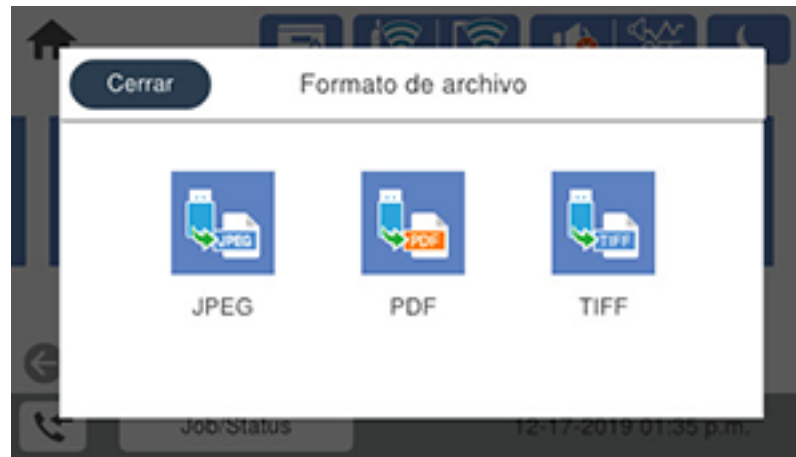 Cerrar
Formato de archivo
JPEG
PDF
TIFF
JPEG
PDF
TIFF
Job/Status
12-17-2019 01:35 p.m.